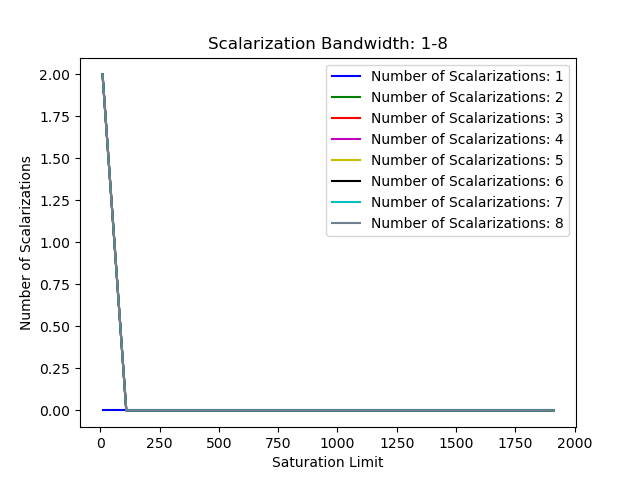 Scalarization Bandwidth: 1-8
Number of Scalarizations: 1
Number of Scalarizations: 2
Number of Scalarizations: 3
Number of Scalarizations: 4
Number of Scalarizations: 5
Number of Scalarizations: 6
Number of Scalarizations: 7
Number of Scalarizations: 8
Number of Scalarizations
2.00
1.75
1.50
1.25
1.00
0.75
0.50
0.25
0.00
0 250 500 750 1000 1250 1500 1750 2000
Saturation Limit